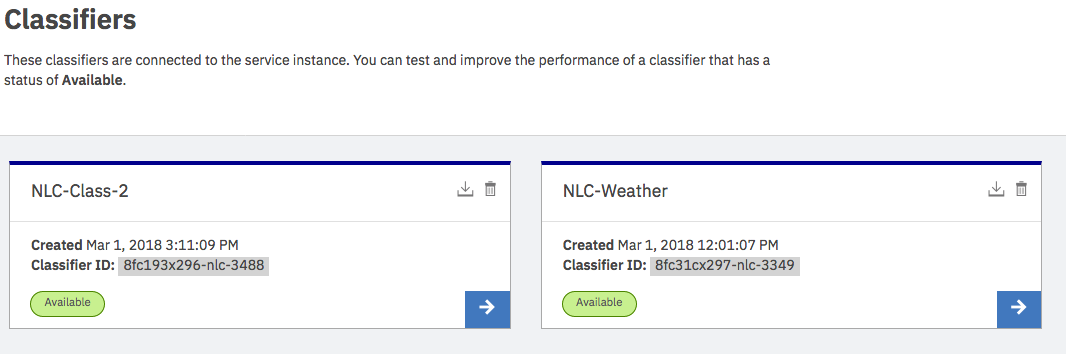 Classifiers
These classifiers are connected to the service instance. You can test and improve the performance of a classifier that has a
status of Available.
NLC-Class-2
Created Mar 1, 2018 3:11:09 PM
Classifier ID: 8fc193x296-nlc-3488
Available
NLC-Weather
Created Mar 1, 2018 12:01:07 PM
Classifier ID: 8fc31cx297-nlc-3349
Available